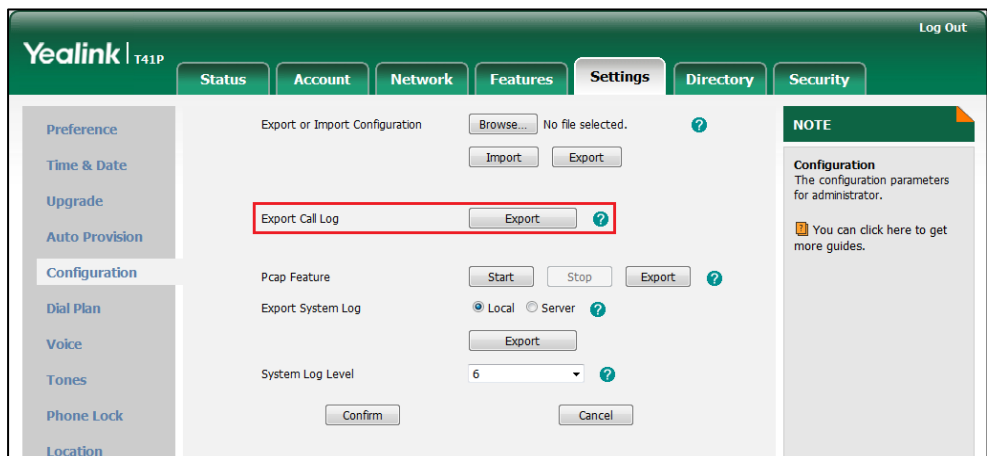 Log Out
Yealink T41P
Status Account Network Features Settings Directory Security
Preference
Time & Date
Upgrade
Auto Provision
Configuration
Dial Plan
Voice
Tones
Phone Lock
Location
Export or Import Configuration Browse... No file selected. ?
Import Export
Export Call Log Export ?
Pcap Feature Start Stop Export ?
Export System Log Local Server ?
Export
System Log Level 6 ?
Confirm Cancel
NOTE
Configuration
The configuration parameters
for administrator.
? You can click here to get
more guides.